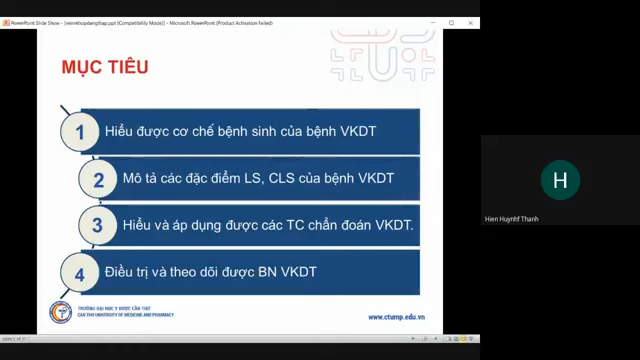 PowerPoint Slide Show - [viemkhopdangthap.ppt [Compatibility Mode]] - Microsoft PowerPoint (Product Activation Failed)
MỤC TIÊU
1 Hiểu được cơ chế bệnh sinh của bệnh VKDT
2 Mô tả các đặc điểm LS, CLS của bệnh VKDT
3 Hiểu và áp dụng được các TC chẩn đoán VKDT.
4 Điều trị và theo dõi được BN VKDT
TRƯỜNG ĐẠI HỌC Y DƯỢC CẦN THƠ
CAN THO UNIVERSITY OF MEDICINE AND PHARMACY
www.ctump.edu.vn
H
Hien Huynhf Thanh